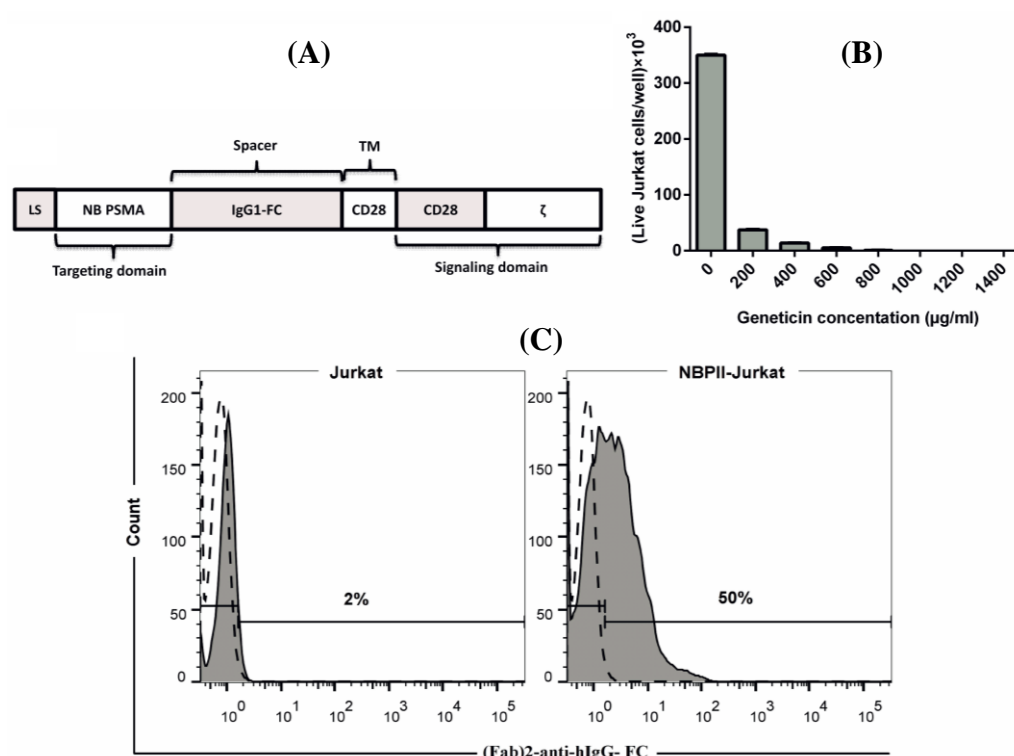 (A)
Spacer TM
LS NB PSMA IgG1-FC CD28 CD28 ζ
Targeting domain Signaling domain
(B)
(Live Jurkat cells/well)×10³
400
300
200
100
0
0 200 400 600 800 1000 1200 1400
Geneticin concentation (µg/ml)
(C)
Count
Jurkat
200
150
100
50
0
2%
10⁰ 10¹ 10² 10³ 10⁴ 10⁵
NBPII-Jurkat
200
150
100
50
0
50%
10⁰ 10¹ 10² 10³ 10⁴ 10⁵
(Fab)2-anti-hIgG- FC